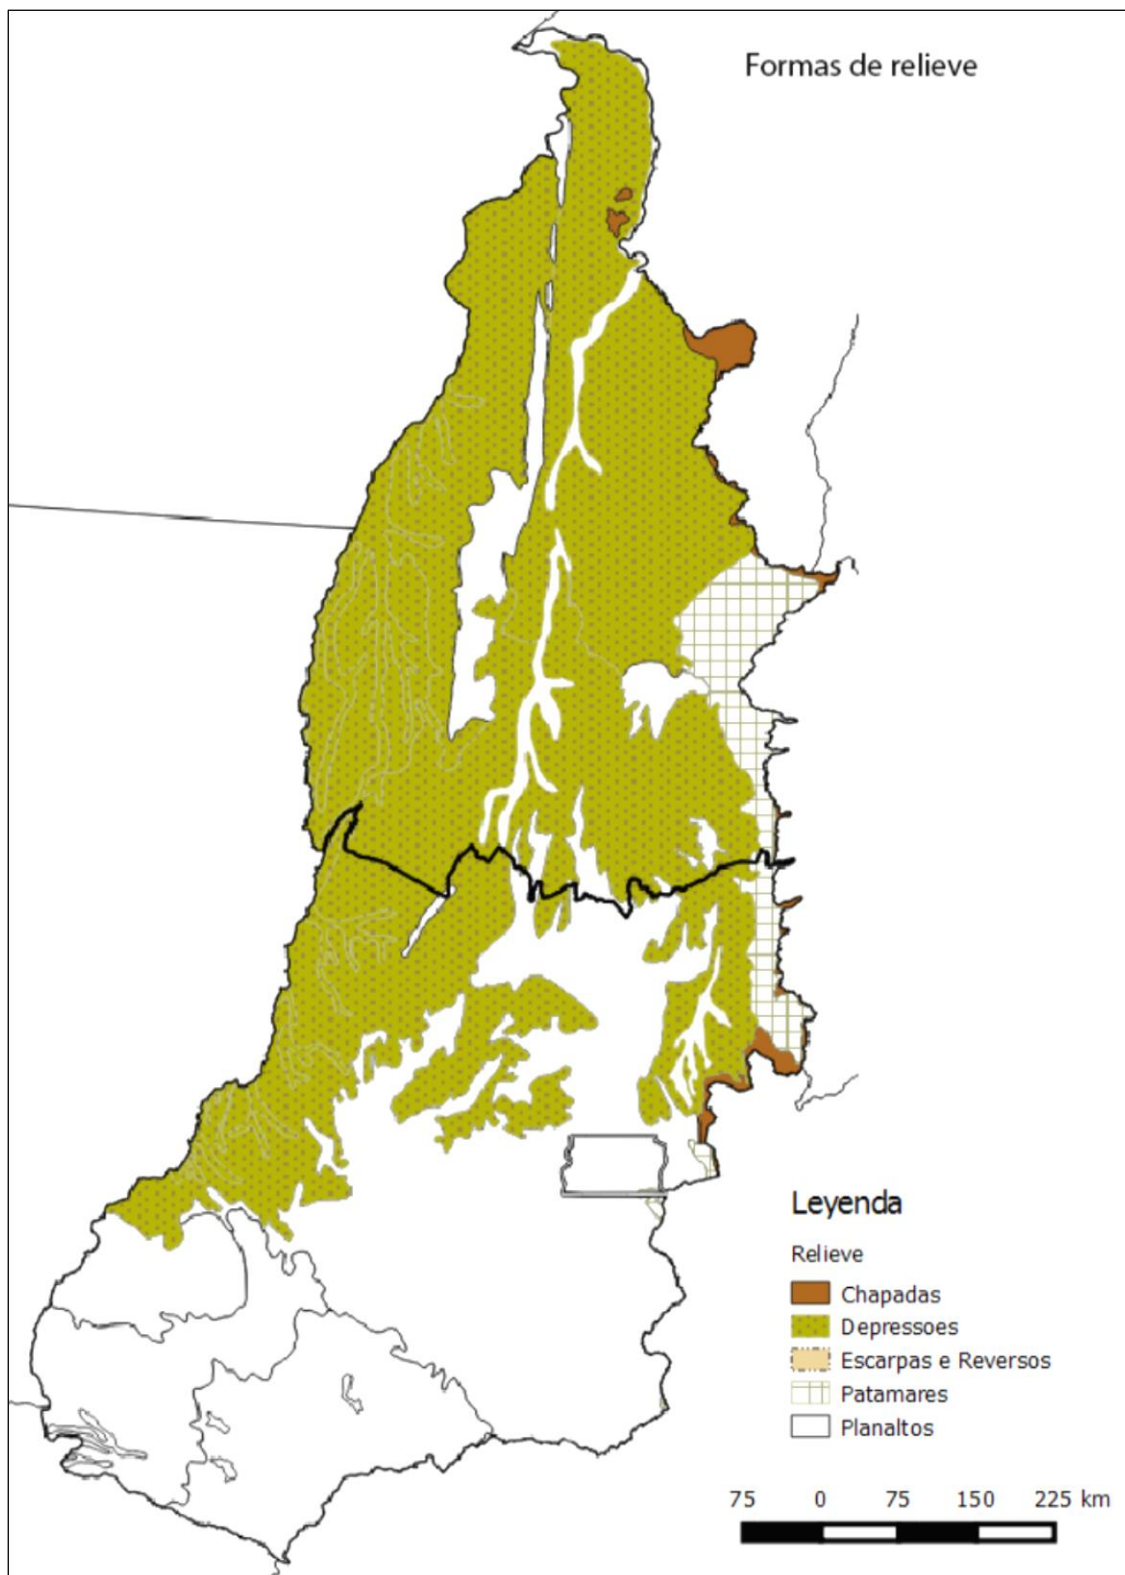 Formas de relieve
Leyenda
Relieve
Chapadas
Depressoes
Escarpas e Reversos
Patamares
Planaltos
75 0 75 150 225 km